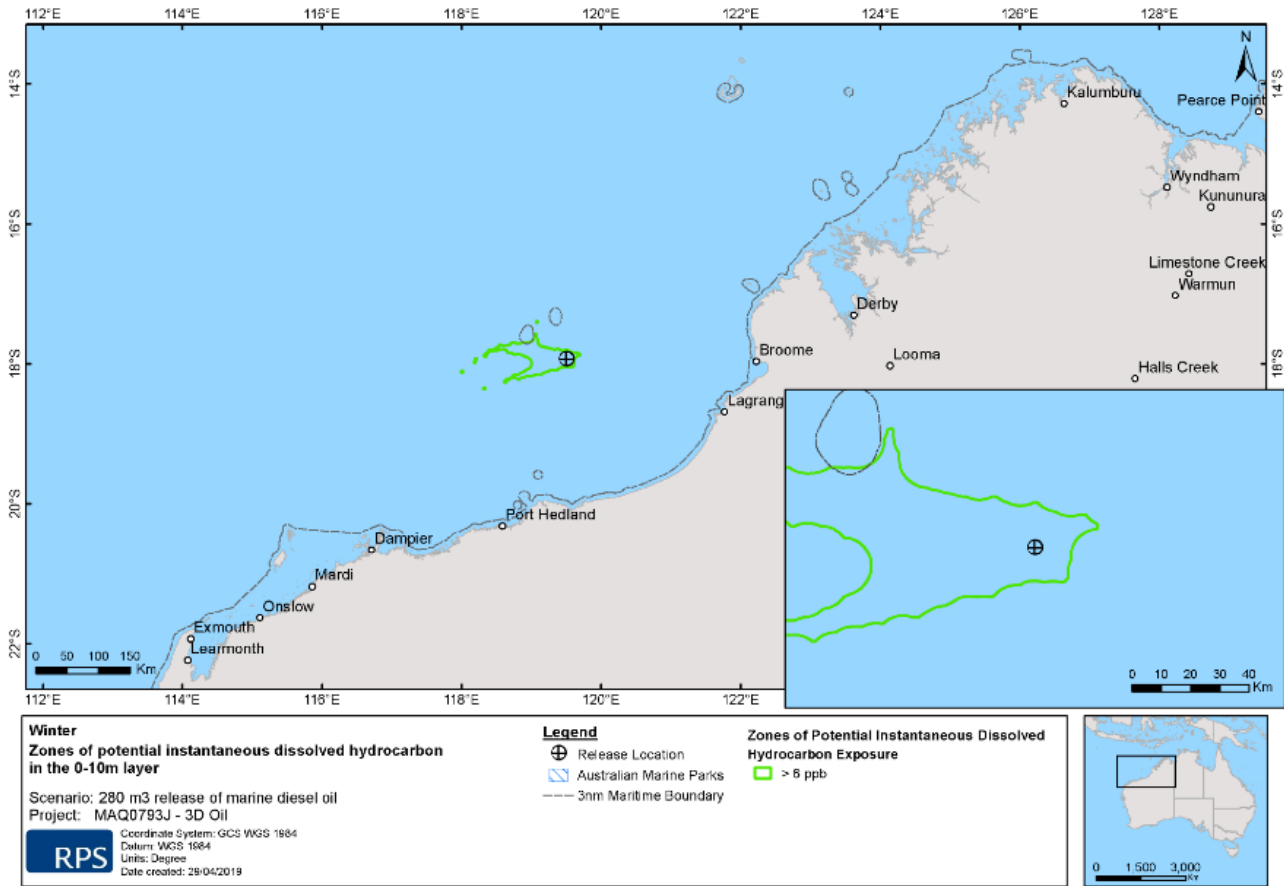 112°E 114°E 116°E 118°E 120°E 122°E 124°E 126°E 128°E
N
14°S 14°S
Kalumburu
Pearce Point
Wyndham
Kununura
16°S 16°S
Limestone Creek
Warmun
Derby
Broome
Looma
Halls Creek
18°S 18°S
Lagrang
20°S
Port Hedland
Dampier
Mardi
Onslow
Exmouth
Learmonth
22°S
0 50 100 150
Km
0 10 20 30 40
Km
112°E 114°E 116°E 118°E 120°E 122°E
Winter
Zones of potential instantaneous dissolved hydrocarbon
in the 0-10m layer
Scenario: 280 m3 release of marine diesel oil
Project: MAQ0793J - 3D Oil
RPS
Coordinate System: GCS WGS 1984
Datum: WGS 1984
Units: Degree
Date created: 29/04/2019
Legend
Release Location
Australian Marine Parks
3nm Maritime Boundary
Zones of Potential Instantaneous Dissolved
Hydrocarbon Exposure
> 6 ppb
0 1,500 3,000
Km